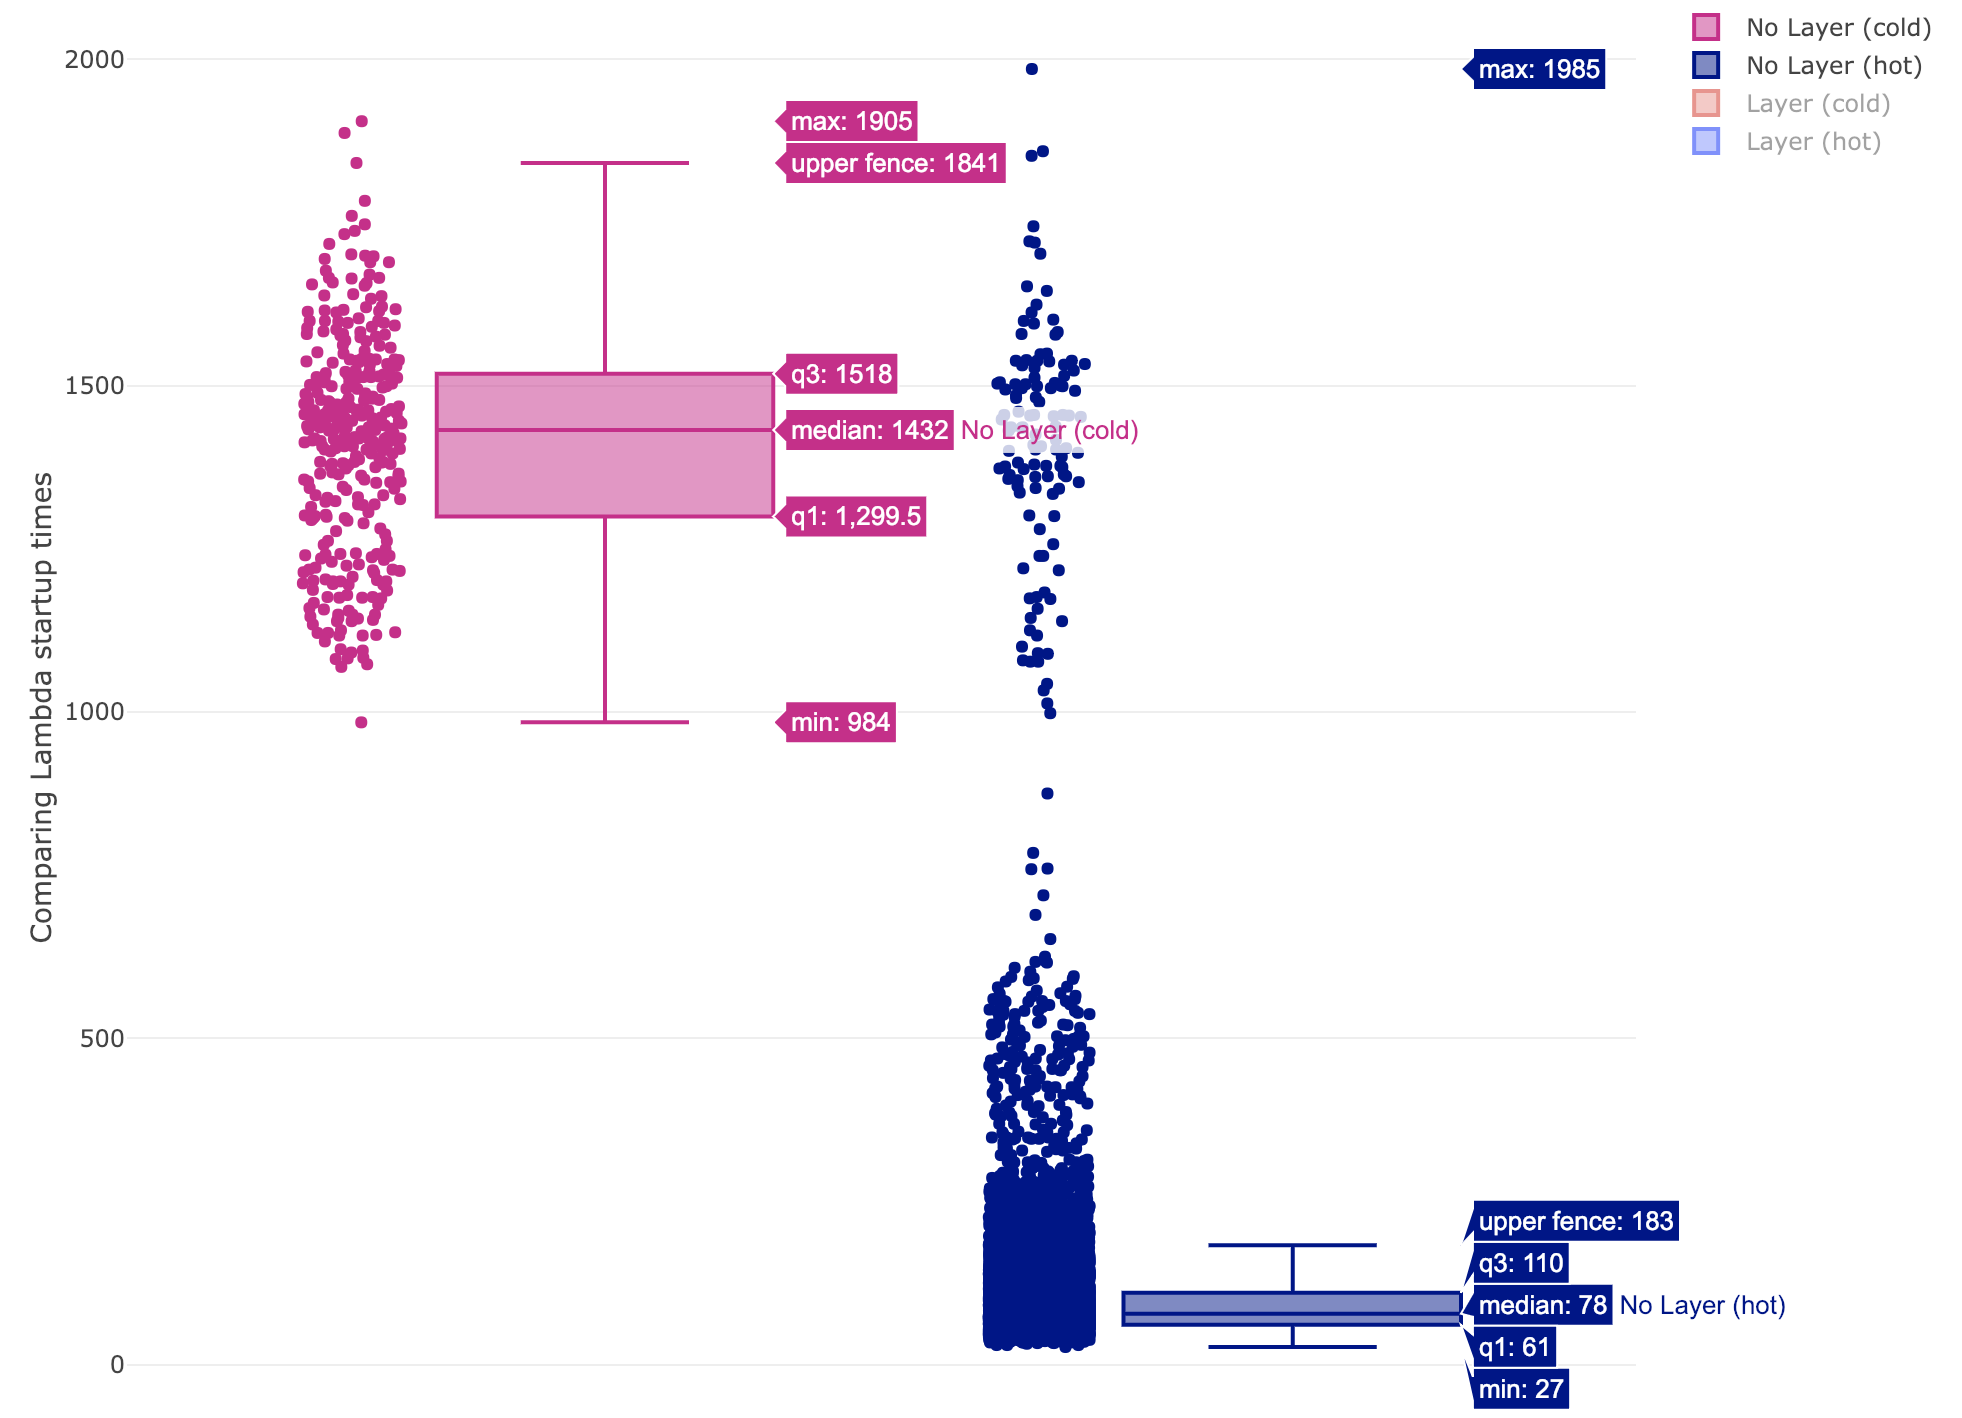 No Layer (cold)
No Layer (hot)
Layer (cold)
Layer (hot)
Comparing Lambda startup times
2000
1500
1000
500
0
max: 1905
upper fence: 1841
q3: 1518
median: 1432 No Layer (cold)
q1: 1,299.5
min: 984
max: 1985
upper fence: 183
q3: 110
median: 78 No Layer (hot)
q1: 61
min: 27